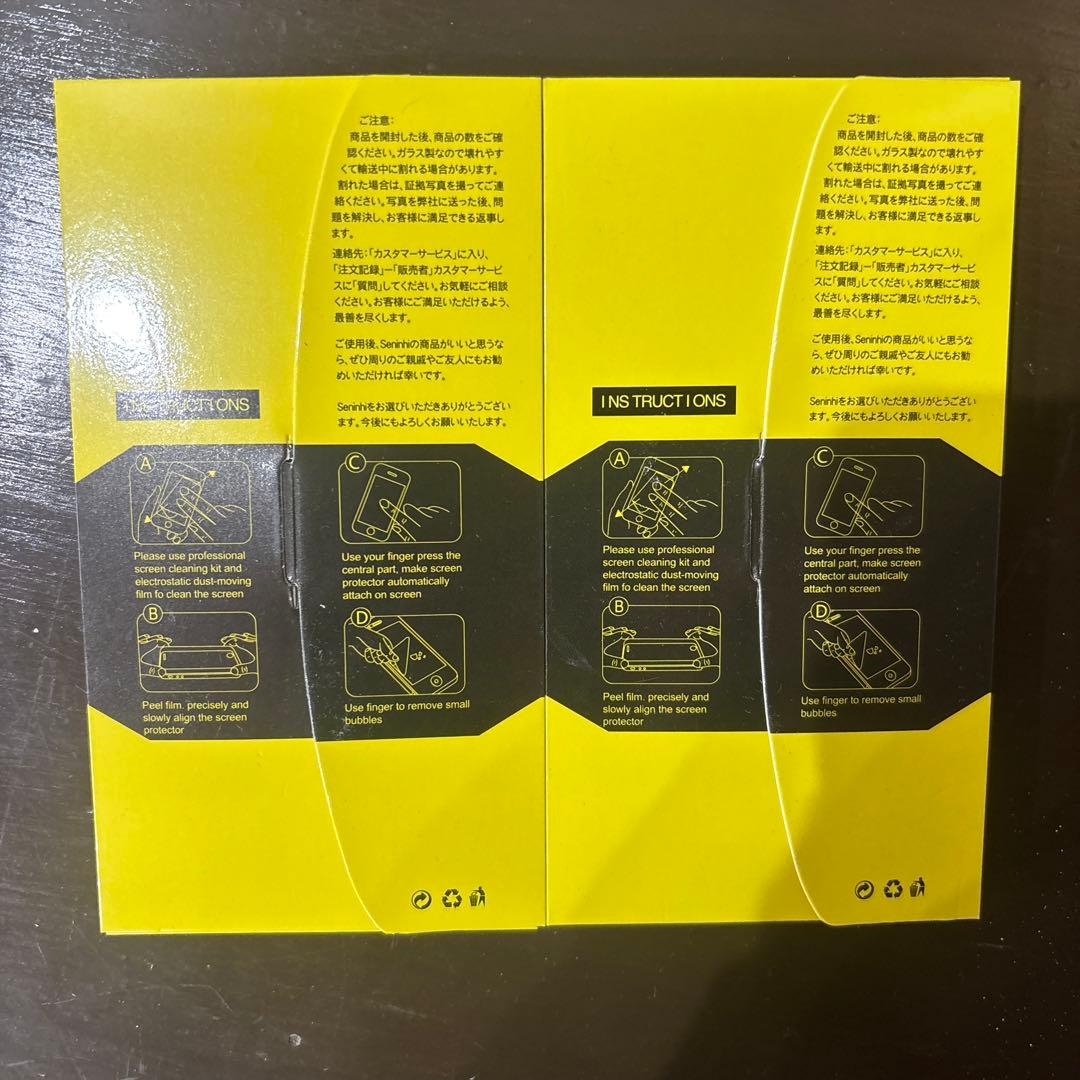 ご注意:
商品を開封した後、商品の数をご確
認ください。ガラス製なので壊れやす
くて輸送中に割れる場合があります。
割れた場合は、証拠写真を撮ってご連
絡ください。写真を弊社に送った後、問
題を解決し、お客様に満足できる返事し
ます。
連絡先:「カスタマーサービス」に入り、
「注文記録」ー「販売者」カスタマーサービ
スに「質問」してください。お気軽にご相談
ください。お客様にご満足いただけるよう、
最善を尽くします。
ご使用後、Seninhiの商品がいいと思うな
ら、ぜひ周りのご親戚やご友人にもお勧
めいただければ幸いです。
Seninhiをお選びいただきありがとうござい
ます。今後にもよろしくお願いいたします。
INSTRUCTIONS
A
Please use professional
screen cleaning kit and
electrostatic dust-moving
film fo clean the screen
B
Peel film. precisely and
slowly align the screen
protector
C
Use your finger press the
central part, make screen
protector automatically
attach on screen
D
Use finger to remove small
bubbles
ご注意:
商品を開封した後、商品の数をご確
認ください。ガラス製なので壊れやす
くて輸送中に割れる場合があります。
割れた場合は、証拠写真を撮ってご連
絡ください。写真を弊社に送った後、問
題を解決し、お客様に満足できる返事し
ます。
連絡先:「カスタマーサービス」に入り、
「注文記録」ー「販売者」カスタマーサービ
スに「質問」してください。お気軽にご相談
ください。お客様にご満足いただけるよう、
最善を尽くします。
ご使用後、Seninhiの商品がいいと思うな
ら、ぜひ周りのご親戚やご友人にもお勧
めいただければ幸いです。
Seninhiをお選びいただきありがとうござい
ます。今後にもよろしくお願いいたします。
INSTRUCTIONS
A
Please use professional
screen cleaning kit and
electrostatic dust-moving
film fo clean the screen
B
Peel film. precisely and
slowly align the screen
protector
C
Use your finger press the
central part, make screen
protector automatically
attach on screen
D
Use finger to remove small
bubbles